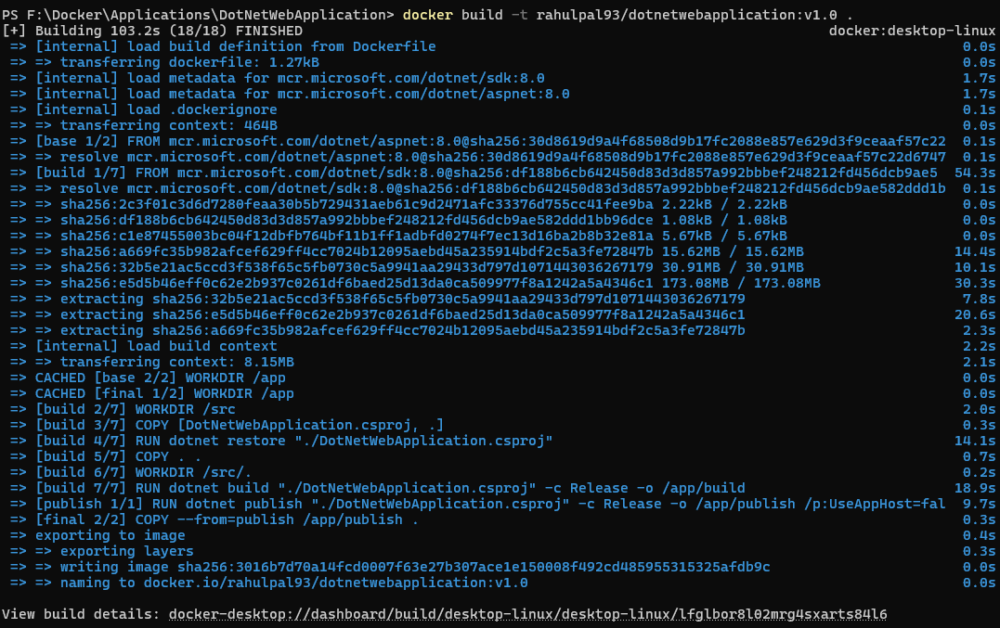 PS F:\Docker\Applications\DotNetWebApplication> docker build -t rahulpal93/dotnetwebapplication:v1.0 .
[+] Building 103.2s (18/18) FINISHED docker:desktop-linux
=> [internal] load build definition from Dockerfile 0.0s
=> => transferring dockerfile: 1.27kB 0.0s
=> [internal] load metadata for mcr.microsoft.com/dotnet/sdk:8.0 1.7s
=> [internal] load metadata for mcr.microsoft.com/dotnet/aspnet:8.0 1.7s
=> [internal] load .dockerignore 0.1s
=> => transferring context: 464B 0.0s
=> [base 1/2] FROM mcr.microsoft.com/dotnet/aspnet:8.0@sha256:30d8619d9a4f68508d9b17fc2088e857e629d3f9ceaaf57c22 0.1s
=> => resolve mcr.microsoft.com/dotnet/aspnet:8.0@sha256:30d8619d9a4f68508d9b17fc2088e857e629d3f9ceaaf57c22d6747 0.1s
=> [build 1/7] FROM mcr.microsoft.com/dotnet/sdk:8.0@sha256:df188b6cb642450d83d3d857a992bbbef248212fd456dcb9ae5 54.3s
=> => resolve mcr.microsoft.com/dotnet/sdk:8.0@sha256:df188b6cb642450d83d3d857a992bbbef248212fd456dcb9ae582ddd1b 0.1s
=> => sha256:2c3f01c3d6d7280feaa30b5b729431aeb61c9d2471afc33376d755cc41fee9ba 2.22kB / 2.22kB 0.0s
=> => sha256:df188b6cb642450d83d3d857a992bbbef248212fd456dcb9ae582ddd1bb96dce 1.08kB / 1.08kB 0.0s
=> => sha256:c1e87455003bc04f12dbfb764bf11b1ff1adbfd0274f7ec13d16ba2b8b32e81a 5.67kB / 5.67kB 0.0s
=> => sha256:a669fc35b982afcef629ff4cc7024b12095aebd45a235914bdf2c5a3fe72847b 15.62MB / 15.62MB 14.4s
=> => sha256:32b5e21ac5ccd3f538f65c5fb0730c5a9941aa29433d797d1071443036267179 30.91MB / 30.91MB 10.1s
=> => sha256:e5d5b46eff0c62e2b937c0261df6baed25d13da0ca509977f8a1242a5a4346c1 173.08MB / 173.08MB 30.3s
=> => extracting sha256:32b5e21ac5ccd3f538f65c5fb0730c5a9941aa29433d797d1071443036267179 7.8s
=> => extracting sha256:e5d5b46eff0c62e2b937c0261df6baed25d13da0ca509977f8a1242a5a4346c1 20.6s
=> => extracting sha256:a669fc35b982afcef629ff4cc7024b12095aebd45a235914bdf2c5a3fe72847b 2.3s
=> [internal] load build context 2.2s
=> => transferring context: 8.15MB 2.1s
=> CACHED [base 2/2] WORKDIR /app 0.0s
=> CACHED [final 1/2] WORKDIR /app 0.0s
=> [build 2/7] WORKDIR /src 2.0s
=> [build 3/7] COPY [DotNetWebApplication.csproj, .] 0.3s
=> [build 4/7] RUN dotnet restore "./DotNetWebApplication.csproj" 14.1s
=> [build 5/7] COPY . . 0.7s
=> [build 6/7] WORKDIR /src/. 0.2s
=> [build 7/7] RUN dotnet build "./DotNetWebApplication.csproj" -c Release -o /app/build 18.9s
=> [publish 1/1] RUN dotnet publish "./DotNetWebApplication.csproj" -c Release -o /app/publish /p:UseAppHost=fal 9.7s
=> [final 2/2] COPY --from=publish /app/publish . 0.3s
=> exporting to image 0.4s
=> => exporting layers 0.3s
=> => writing image sha256:3016b7d70a14fcd0007f63e27b307ace1e150008f492cd485955315325afdb9c 0.0s
=> => naming to docker.io/rahulpal93/dotnetwebapplication:v1.0 0.0s
View build details: docker-desktop://dashboard/build/desktop-linux/desktop-linux/lfglbor8l02mrg4sxarts84l6